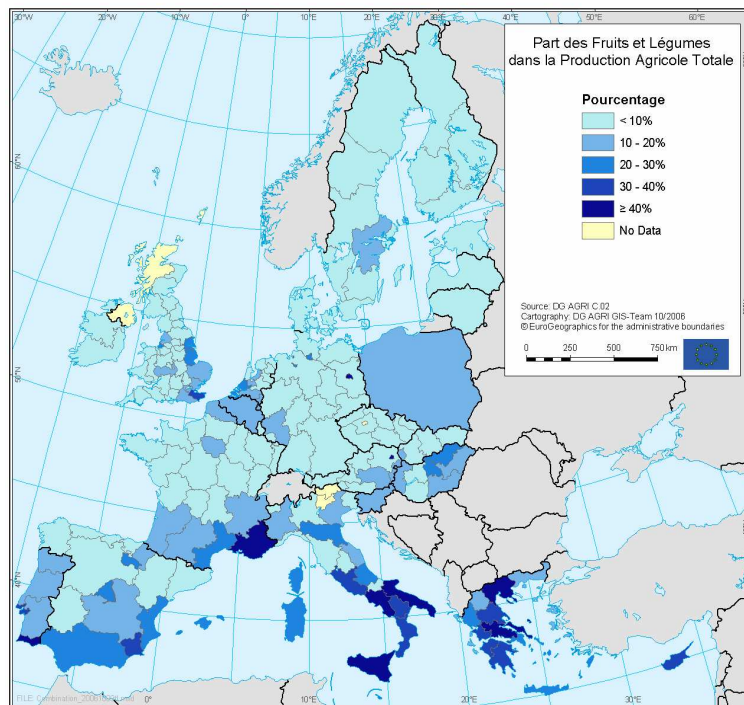 30°W
20°W
10°W
0°
10°E
20°E
30°E
40°E
50°E
60°E
Part des Fruits et Légumes
dans la Production Agricole Totale
Pourcentage
< 10%
10 - 20%
20 - 30%
30 - 40%
≥ 40%
No Data
Source: DG AGRI C.02
Cartography: DG AGRI GIS-Team 10/2006
© EuroGeographics for the administrative boundaries
0 250 500 750 km
60°N
50°N
40°N
0°
10°E
20°E
30°E